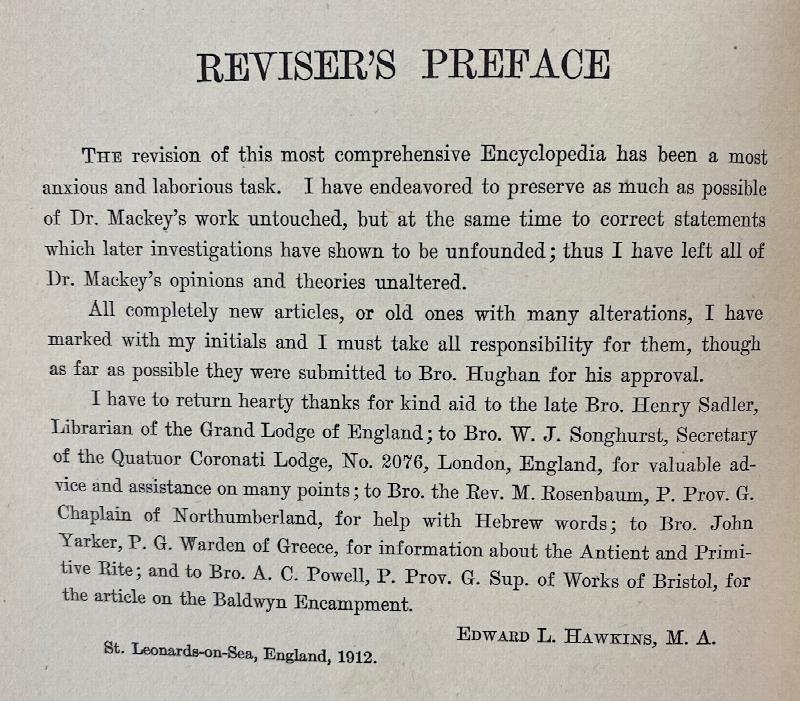 REVISER'S PREFACE
THE revision of this most comprehensive Encyclopedia has been a most
anxious and laborious task. I have endeavored to preserve as much as possible
of Dr. Mackey's work untouched, but at the same time to correct statements
which later investigations have shown to be unfounded; thus I have left all of
Dr. Mackey's opinions and theories unaltered.
All completely new articles, or old ones with many alterations, I have
marked with my initials and I must take all responsibility for them, though
as far as possible they were submitted to Bro. Hughan for his approval.
I have to return hearty thanks for kind aid to the late Bro. Henry Sadler,
Librarian of the Grand Lodge of England; to Bro. W. J. Songhurst, Secretary
of the Quatuor Coronati Lodge, No. 2076, London, England, for valuable ad-
vice and assistance on many points; to Bro. the Rev. M. Rosenbaum, P. Prov. G.
Chaplain of Northumberland, for help with Hebrew words; to Bro. John
Yarker, P. G. Warden of Greece, for information about the Antient and Primi-
tive Rite; and to Bro. A. C. Powell, P. Prov. G. Sup. of Works of Bristol, for
the article on the Baldwyn Encampment.
EDWARD L. HAWKINS, M. A.
St. Leonards-on-Sea, England, 1912.